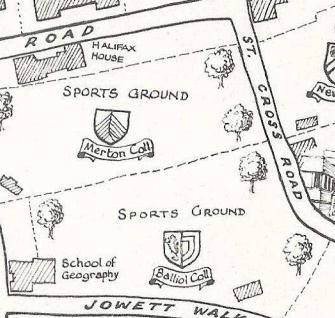 ROAD
HALIFAX
HOUSE
ST. CROSS ROAD
SPORTS GROUND
Merton Coll
SPORTS GROUND
Balliol Coll
School of
Geography
JOWETT WALK